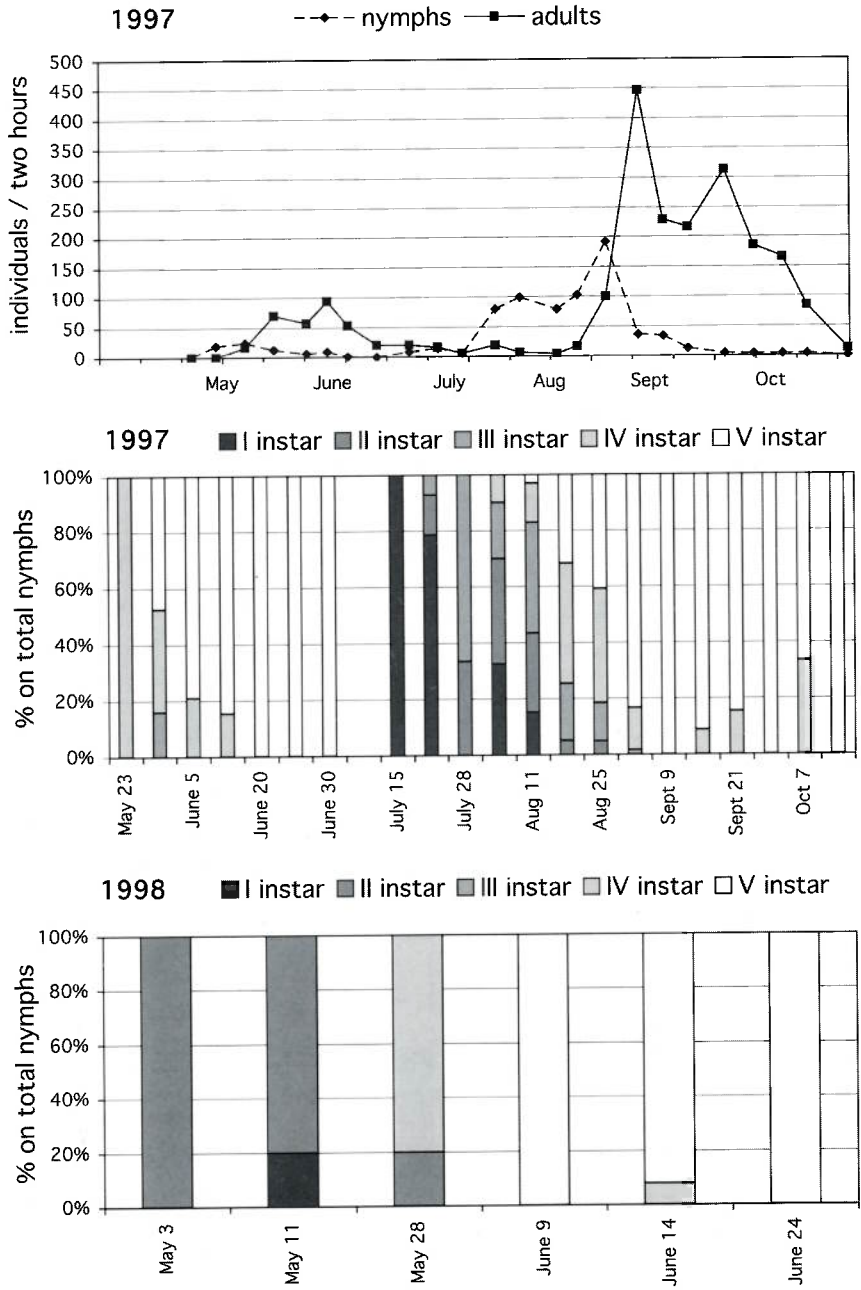 1997 nymphs adults
individuals / two hours
500
450
400
350
300
250
200
150
100
50
0
May June July Aug Sept Oct
1997 I instar II instar III instar IV instar V instar
% on total nymphs
100%
80%
60%
40%
20%
0%
May 23 June 5 June 20 June 30 July 15 July 28 Aug 11 Aug 25 Sept 9 Sept 21 Oct 7
1998 I instar II instar III instar IV instar V instar
% on total nymphs
100%
80%
60%
40%
20%
0%
May 3 May 11 May 28 June 9 June 14 June 24